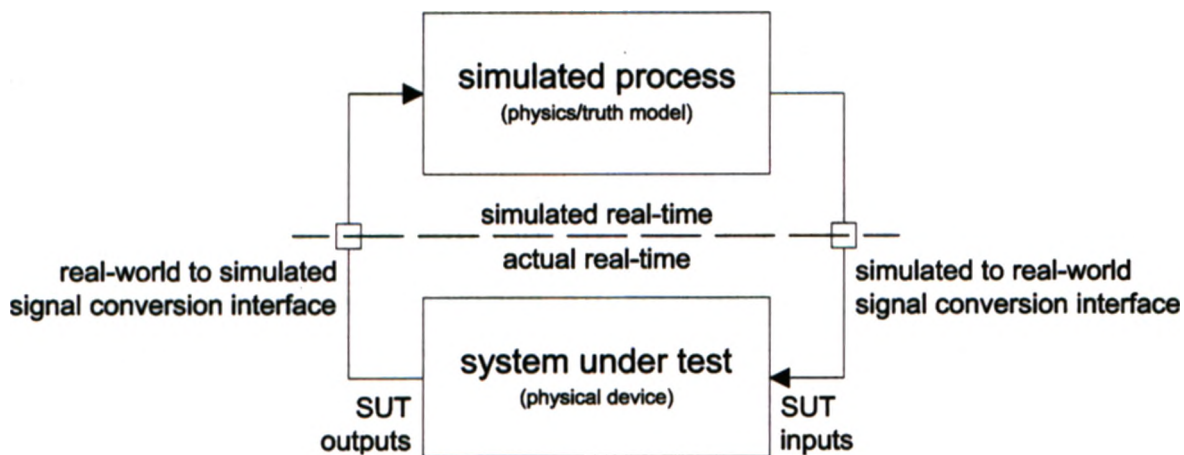 simulated process
(physics/truth model)
simulated real-time
actual real-time
real-world to simulated
signal conversion interface
simulated to real-world
signal conversion interface
system under test
(physical device)
SUT
outputs
SUT
inputs